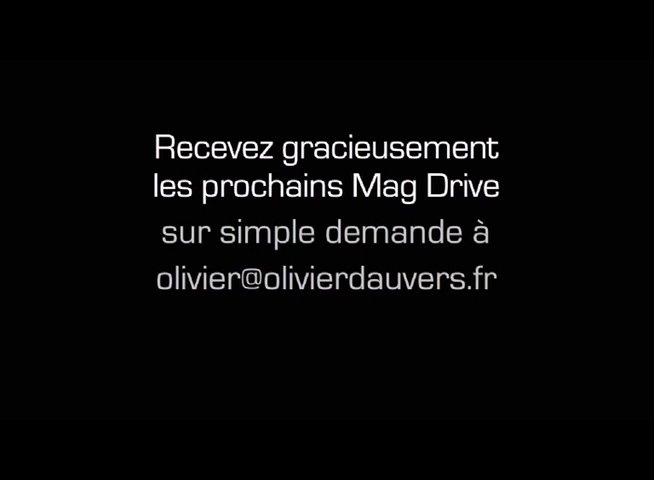 Recevez gracieusement
les prochains Mag Drive
sur simple demande à
olivier@olivierdauvers.fr